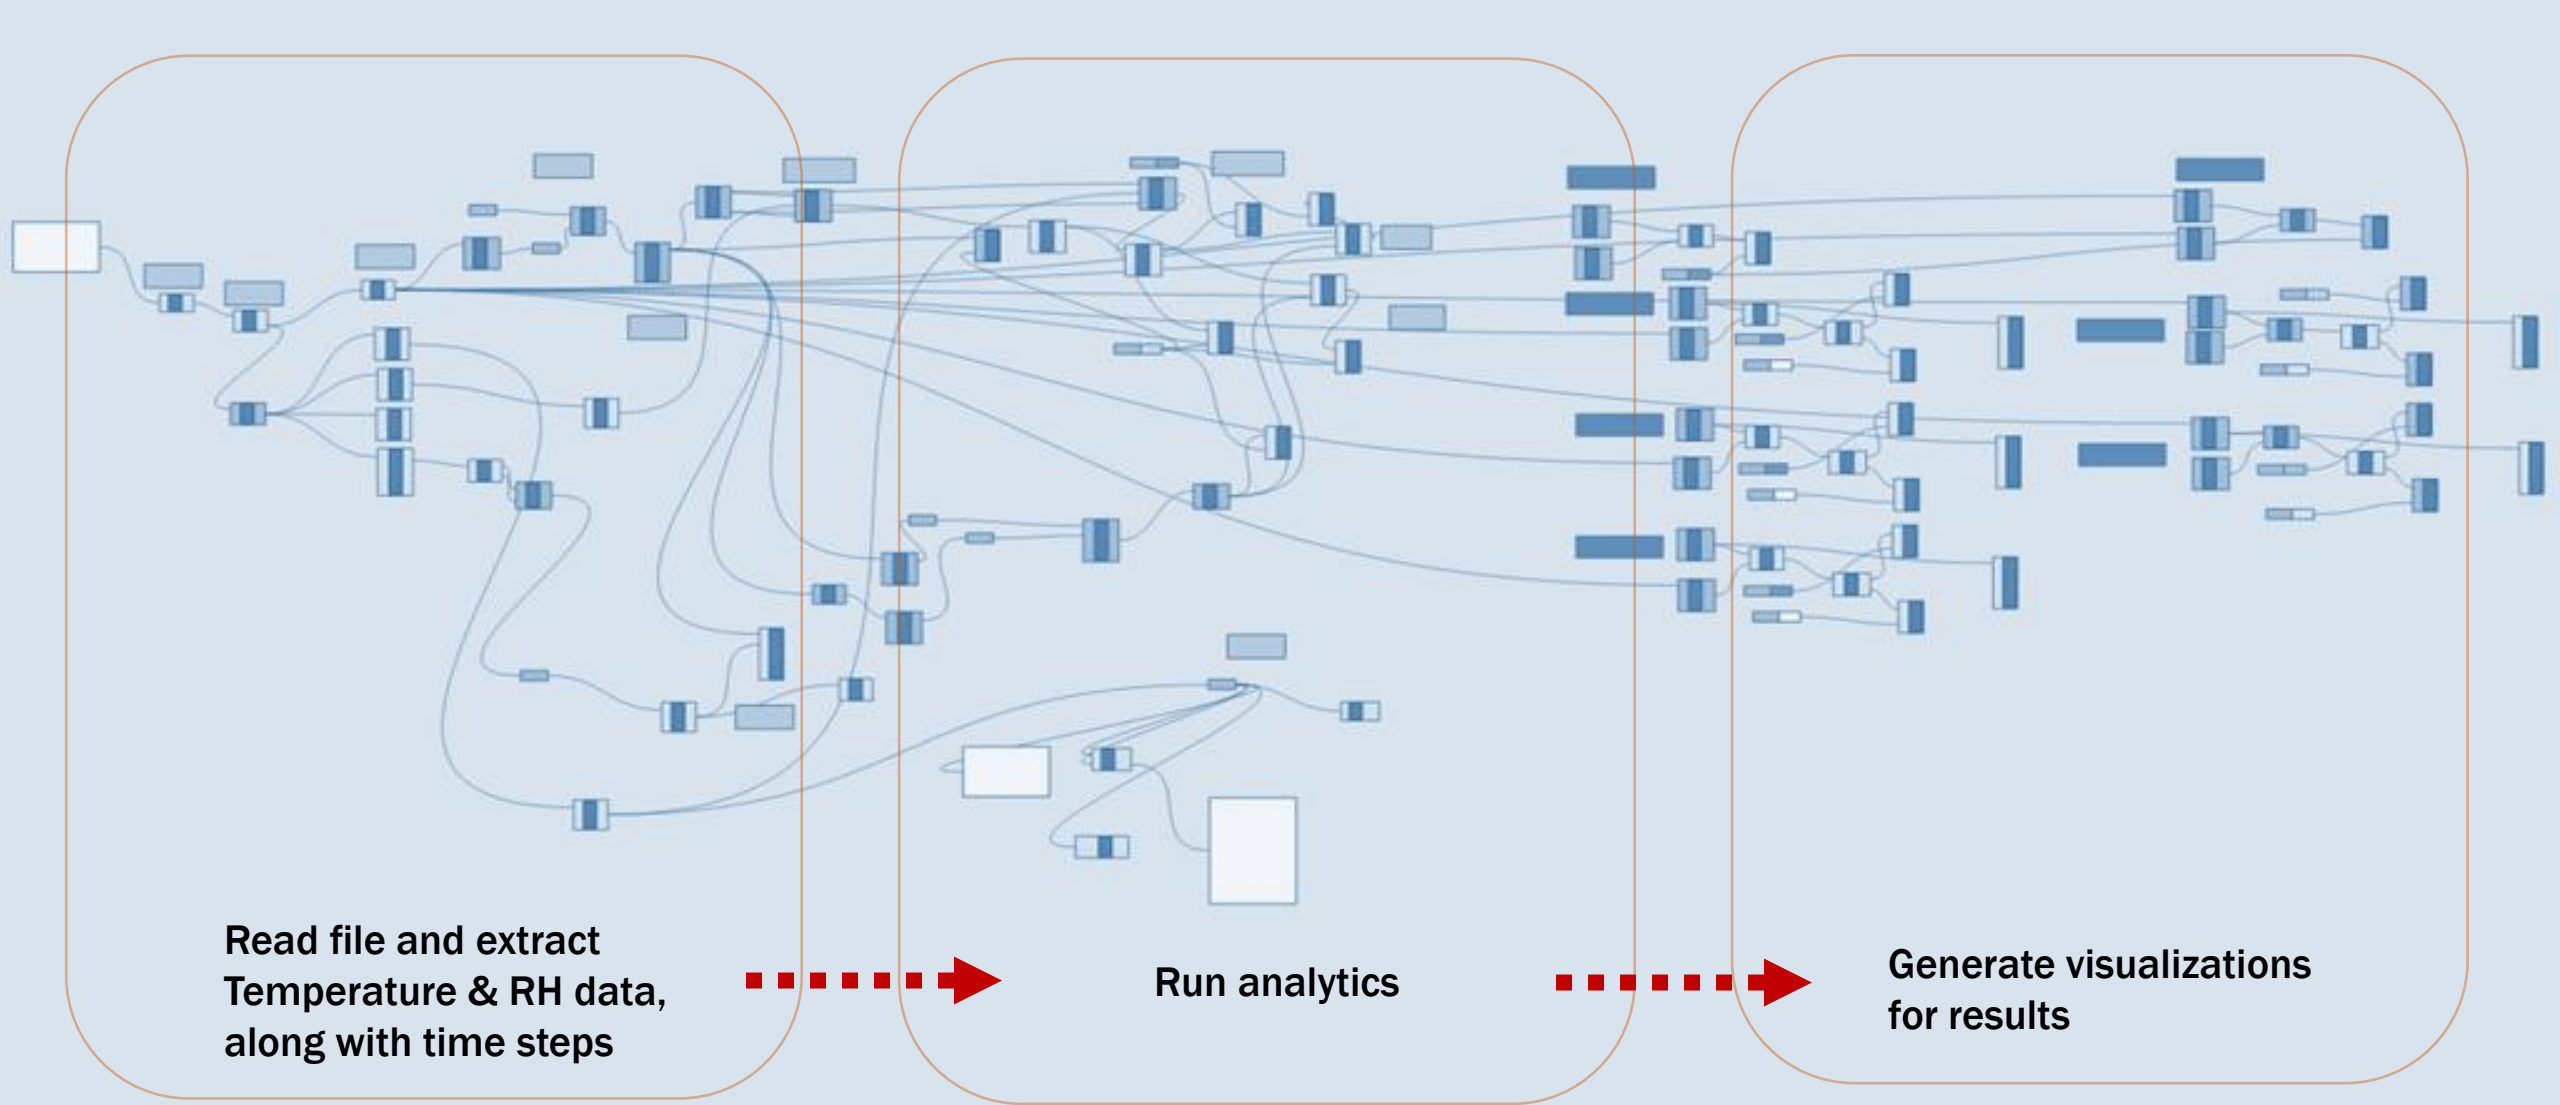 Read file and extract
Temperature & RH data,
along with time steps
Run analytics
Generate visualizations
for results